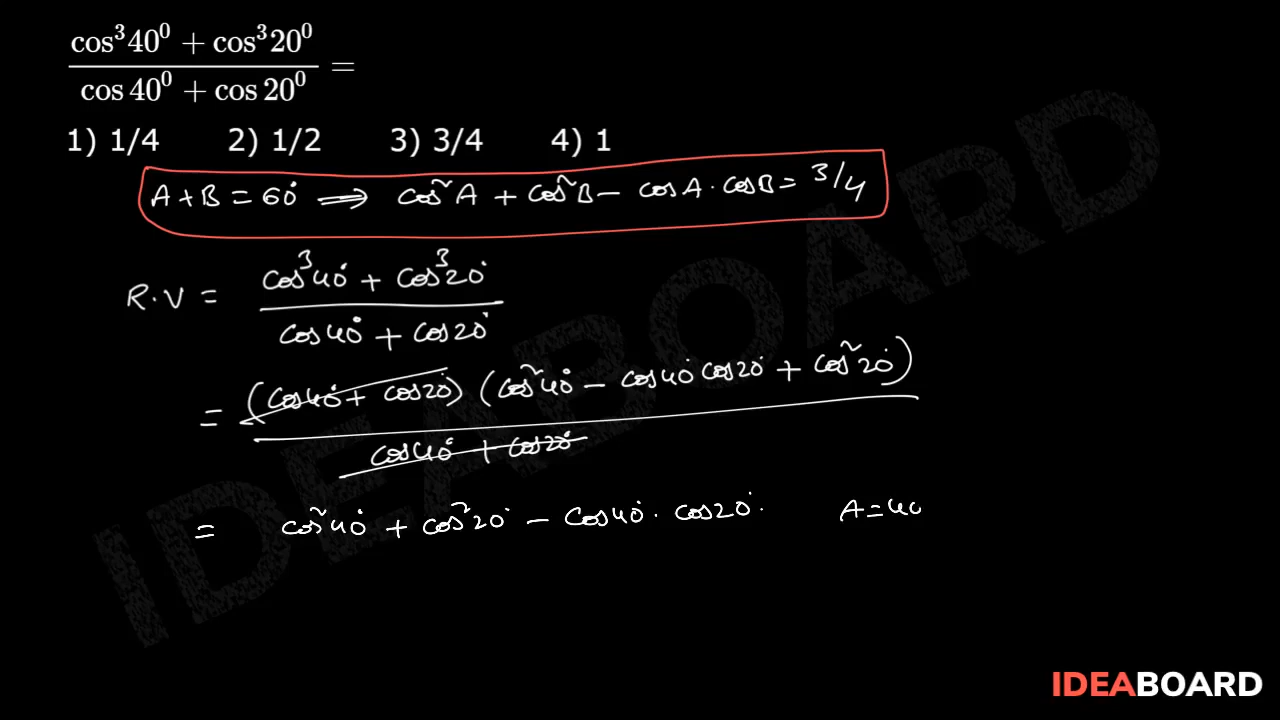 cos³40⁰ + cos³20⁰ / cos 40⁰ + cos 20⁰ =
1) 1/4 2) 1/2 3) 3/4 4) 1
A+B = 60° ⟹ cos²A + cos²B − cosA·cosB = 3/4
R.V = cos³40° + cos³20° / cos40° + cos20°
= (cos40° + cos20°) (cos²40° − cos40° cos20° + cos²20°) / cos40° + cos20°
= cos²40° + cos²20° − cos40°· cos20°. A=40
IDEABOARD
IDEABOARD